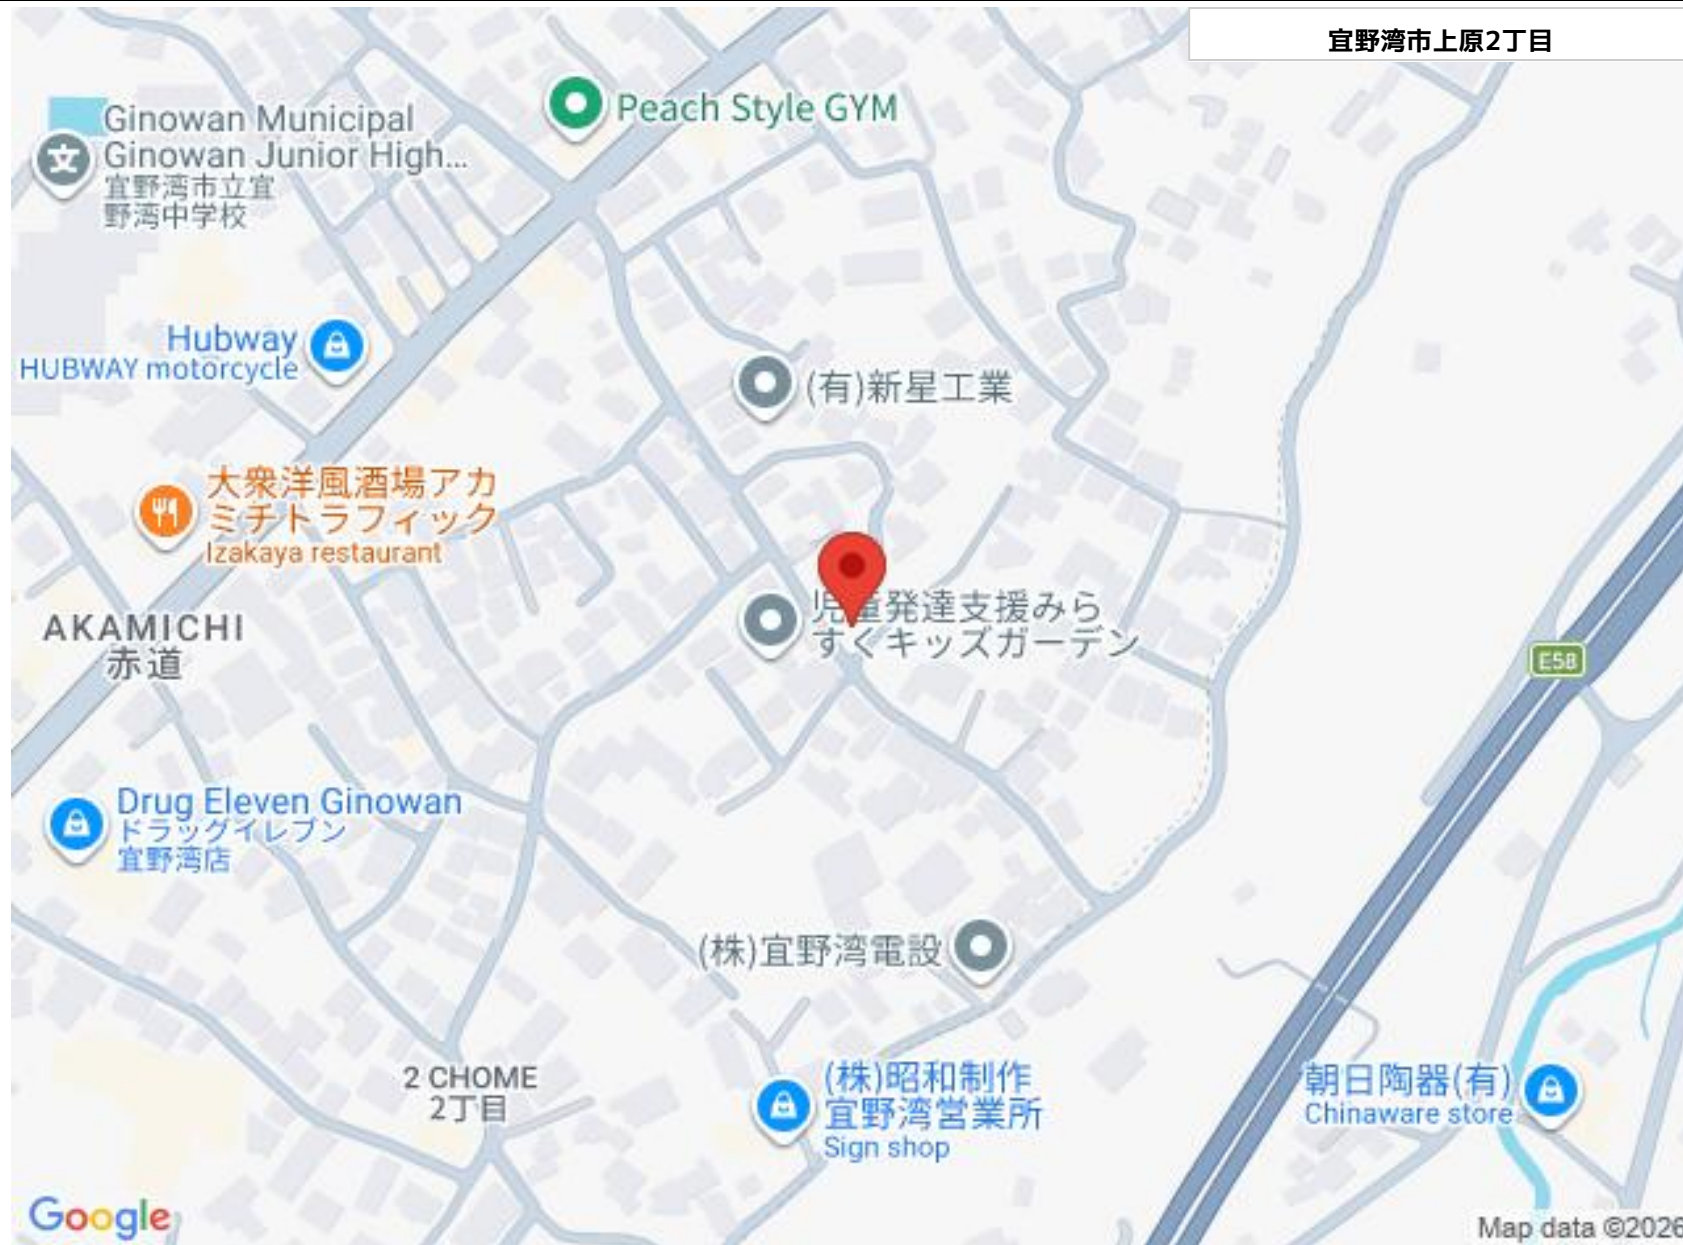 宜野湾市上原2丁目
Peach Style GYM
Ginowan Municipal
Ginowan Junior High...
宜野湾市立宜
野湾中学校
Hubway
HUBWAY motorcycle
(有)新星工業
大衆洋風酒場アカ
ミチトラフィック
Izakaya restaurant
児童発達支援みら
すくキッズガーデン
AKAMICHI
赤道
E58
Drug Eleven Ginowan
ドラッグイレブン
宜野湾店
(株)宜野湾電設
2 CHOME
2丁目
(株)昭和制作
宜野湾営業所
Sign shop
朝日陶器(有)
Chinaware store
Google
Map data ©2026